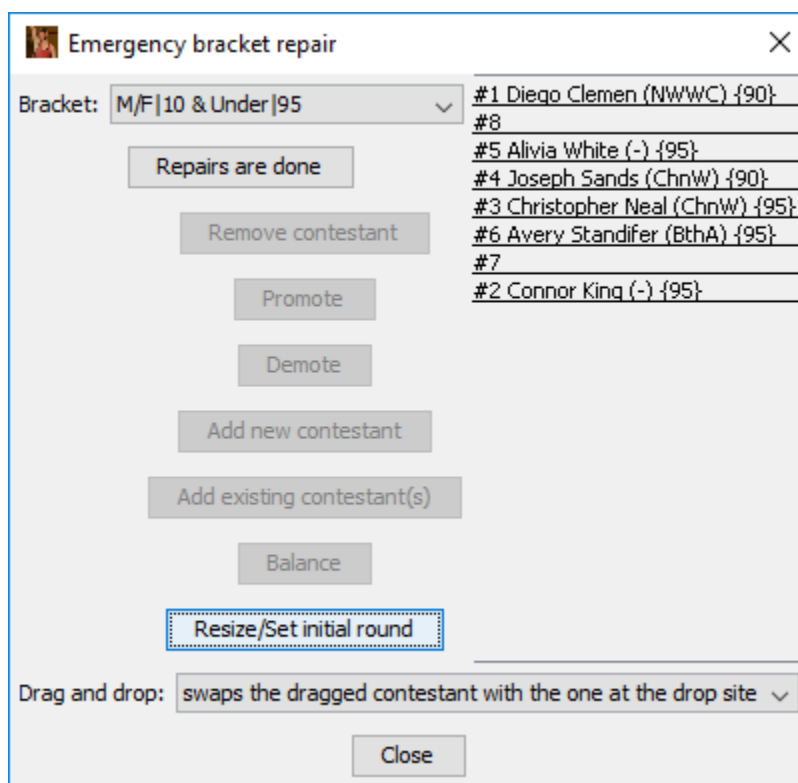 Emergency bracket repair
Bracket: M/F|10 & Under|95
Repairs are done
Remove contestant
Promote
Demote
Add new contestant
Add existing contestant(s)
Balance
Resize/Set initial round
#1 Diego Clemen (NWWC) {90}
#8
#5 Alivia White (-) {95}
#4 Joseph Sands (ChnW) {90}
#3 Christopher Neal (ChnW) {95}
#6 Avery Standifer (BthA) {95}
#7
#2 Connor King (-) {95}
Drag and drop: swaps the dragged contestant with the one at the drop site
Close